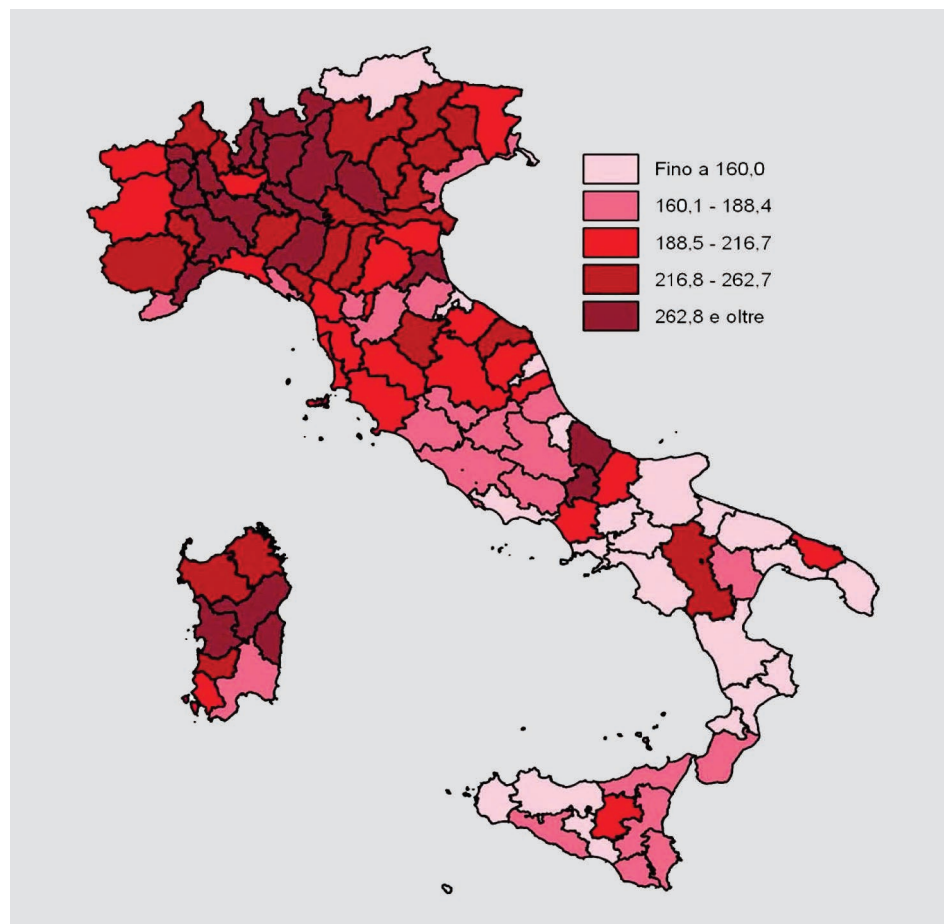 Fino a 160,0
160,1 - 188,4
188,5 - 216,7
216,8 - 262,7
262,8 e oltre